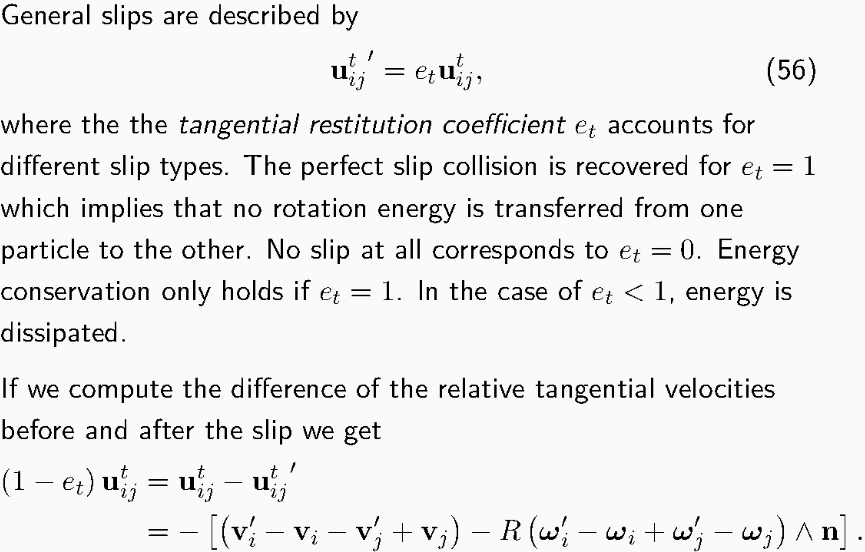 General slips are described by
$\mathbf{u}_{ij}^{t}{}' = e_t \mathbf{u}_{ij}^{t},$ (56)
where the the tangential restitution coefficient $e_t$ accounts for
different slip types. The perfect slip collision is recovered for $e_t = 1$
which implies that no rotation energy is transferred from one
particle to the other. No slip at all corresponds to $e_t = 0$. Energy
conservation only holds if $e_t = 1$. In the case of $e_t < 1$, energy is
dissipated.
If we compute the difference of the relative tangential velocities
before and after the slip we get
$(1 - e_t)\, \mathbf{u}_{ij}^{t} = \mathbf{u}_{ij}^{t} - \mathbf{u}_{ij}^{t}{}'$
$= -\left[ \left( \mathbf{v}_i' - \mathbf{v}_i - \mathbf{v}_j' + \mathbf{v}_j \right) - R \left( \boldsymbol{\omega}_i' - \boldsymbol{\omega}_i + \boldsymbol{\omega}_j' - \boldsymbol{\omega}_j \right) \wedge \mathbf{n} \right].$